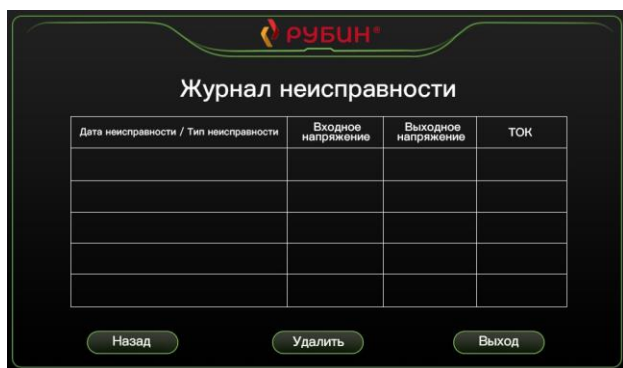 РУБИН®
Журнал неисправности
Дата неисправности / Тип неисправности
Входное
напряжение
Выходное
напряжение
ТОК
Назад
Удалить
Выход